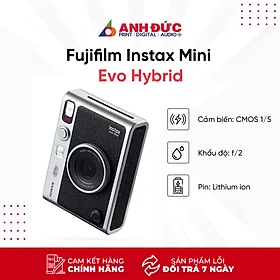 ANH ĐỨC
PRINT | DIGITAL | AUDIO
Fujifilm Instax Mini
Evo Hybrid
instax
Cảm biến: CMOS 1/5
Khẩu độ: f/2
Pin: Lithium Ion
CAM KẾT HÀNG
CHÍNH HÃNG
SẢN PHẨM LỖI
ĐỔI TRẢ 7 NGÀY